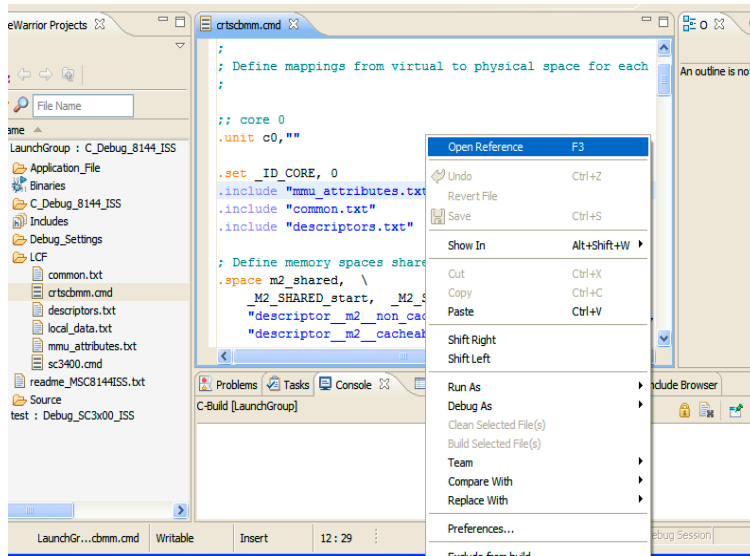 eWarrior Projects
File Name
ame
LaunchGroup : C_Debug_8144_ISS
Application_File
Binaries
C_Debug_8144_ISS
Includes
Debug_Settings
LCF
common.txt
crtscbmm.cmd
descriptors.txt
local_data.txt
mmu_attributes.txt
sc3400.cmd
readme_MSC8144ISS.txt
Source
test : Debug_SC3x00_ISS
crtscbmm.cmd
;
; Define mappings from virtual to physical space for each
;
;; core 0
.unit c0,""
.set _ID_CORE, 0
.include "mmu_attributes.txt
.include "common.txt"
.include "descriptors.txt"
; Define memory spaces share
.space m2_shared, \
_M2_SHARED_start, _M2_S
"descriptor__m2__non_cac
"descriptor__m2__cacheab
Open Reference F3
Undo Ctrl+Z
Revert File
Save Ctrl+S
Show In Alt+Shift+W
Cut Ctrl+X
Copy Ctrl+C
Paste Ctrl+V
Shift Right
Shift Left
Run As
Debug As
Clean Selected File(s)
Build Selected File(s)
Team
Compare With
Replace With
Preferences...
Exclude from build
O
An outline is no
Problems Tasks Console
nclude Browser
C-Build [LaunchGroup]
LaunchGr...cbmm.cmd Writable Insert 12 : 29
ebug Session